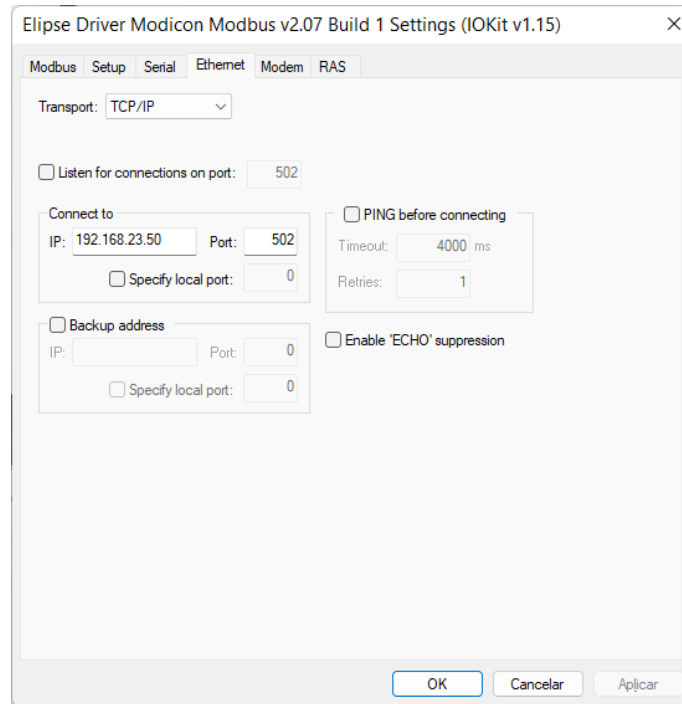 Elipse Driver Modicon Modbus v2.07 Build 1 Settings (IOKit v1.15)
Modbus Setup Serial Ethernet Modem RAS
Transport: TCP/IP
Listen for connections on port: 502
Connect to
IP: 192.168.23.50 Port: 502
Specify local port: 0
PING before connecting
Timeout: 4000 ms
Retries: 1
Backup address
IP: Port: 0
Specify local port: 0
Enable 'ECHO' suppression
OK Cancelar Aplicar